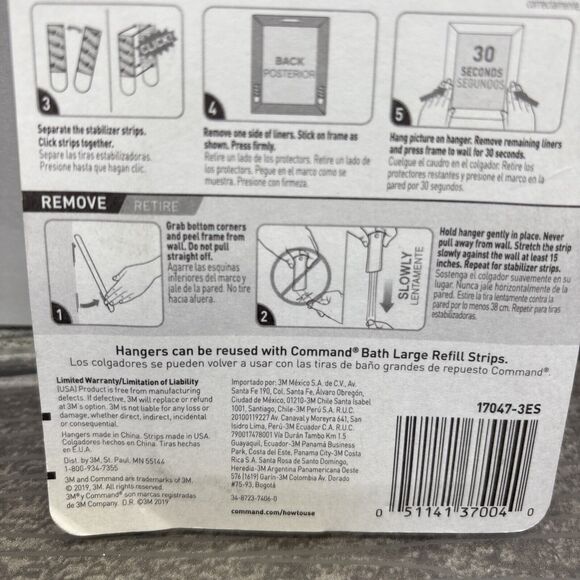 correctamente.
CLICK!
3
BACK
POSTERIOR
4
30
SECONDS
SEGUNDOS
5
Separate the stabilizer strips.
Click strips together.
Separe las tiras estabilizadoras.
Presione hasta que hagan clic.
Remove one side of liners. Stick on frame as
shown. Press firmly.
Retire un lado de los protectores. Retire un lado de
los protectores. Pegue en el marco como se
muestra. Presione con firmeza.
Hang picture on hanger. Remove remaining liners
and press frame to wall for 30 seconds.
Cuelgue el cuadro en el colgador. Retire los
protectores restantes y presione el marco en la
pared por 30 segundos.
REMOVE / RETIRE
1
Grab bottom corners
and peel frame from
wall. Do not pull
straight off.
Agarre las esquinas
inferiores del marco y
jale de la pared. No tire
hacia afuera.
2
SLOWLY
LENTAMENTE
Hold hanger gently in place. Never
pull away from wall. Stretch the strip
slowly against the wall at least 15
inches. Repeat for stabilizer strips.
Sostenga el colgador suavemente en su
lugar. Nunca jale horizontalmente de la
pared. Estire la tira lentamente contra la
pared por lo menos 38 cm. Repetir para tiras
estabilizadoras.
Hangers can be reused with Command® Bath Large Refill Strips.
Los colgadores se pueden volver a usar con las tiras de baño grandes de repuesto Command®.
Limited Warranty/Limitation of Liability
(USA) Product is free from manufacturing
defects. If defective, 3M will replace or refund
at 3M's option. 3M is not liable for any loss or
damage, whether direct, indirect, incidental
or consequential.
Hangers made in China. Strips made in USA.
Colgadores hechos en China. Tiras hechas
en E.U.A.
Dist. by 3M, St. Paul, MN 55144
1-800-934-7355
3M and Command are trademarks of 3M.
© 2019, 3M. All rights reserved.
3M® y Command® son marcas registradas
de 3M Company. D.R. ©3M 2019
Importado por: 3M México S.A. de C.V., Av.
Santa Fe 190, Col. Santa Fe, Álvaro Obregón,
Ciudad de México, 01210-3M Chile Santa Isabel
1001, Santiago, Chile-3M Perú S.A. R.U.C.
20100119227 Av. Canaval y Moreyra 641, San
Isidro Lima, Perú-3M Ecuador C.A. R.U.C.
790017478001 Vía Durán Tambo Km 1.5
Guayaquil, Ecuador-3M Panamá Business
Park, Costa del Este, Panama City-3M Costa
Rica S.A. Santa Rosa de Santo Domingo,
Heredia-3M Argentina Panamericana Oeste
576 (1619) Garín-3M Colombia Av. Dorado
#75-93, Bogotá
34-8723-7406-0
command.com/howtouse
17047-3ES
0 51141 37004 0